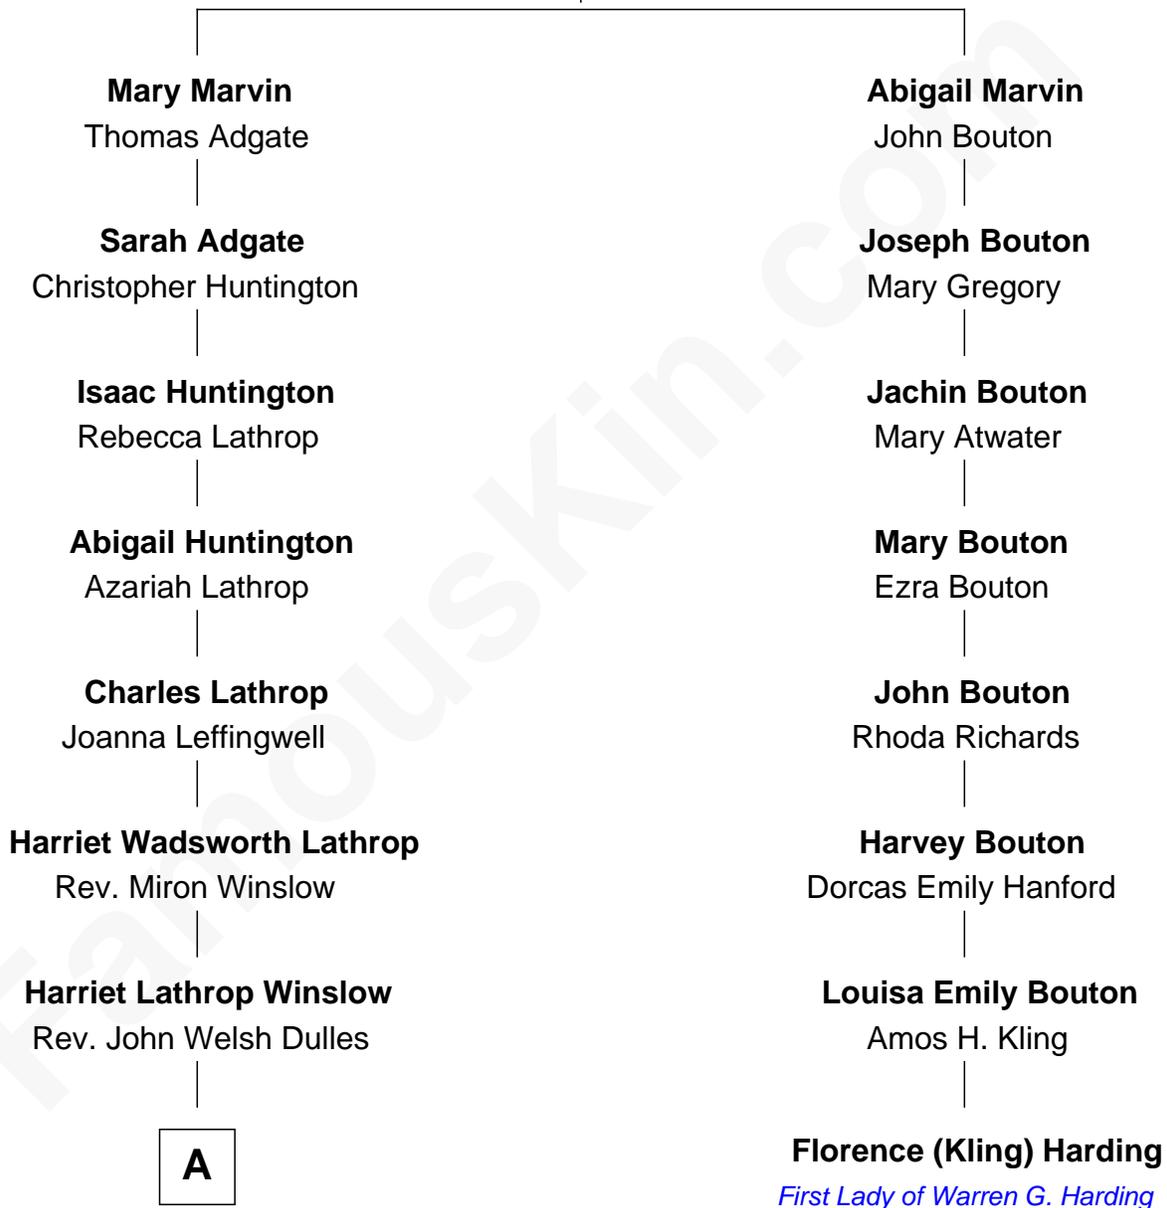 Mary Marvin
Thomas Adgate
Sarah Adgate
Christopher Huntington
Isaac Huntington
Rebecca Lathrop
Abigail Huntington
Azariah Lathrop
Charles Lathrop
Joanna Leffingwell
Harriet Wadsworth Lathrop
Rev. Miron Winslow
Harriet Lathrop Winslow
Rev. John Welsh Dulles
A
Abigail Marvin
John Bouton
Joseph Bouton
Mary Gregory
Jachin Bouton
Mary Atwater
Mary Bouton
Ezra Bouton
John Bouton
Rhoda Richards
Harvey Bouton
Dorcas Emily Hanford
Louisa Emily Bouton
Amos H. Kling
Florence (Kling) Harding
First Lady of Warren G. Harding
FamousKin.com